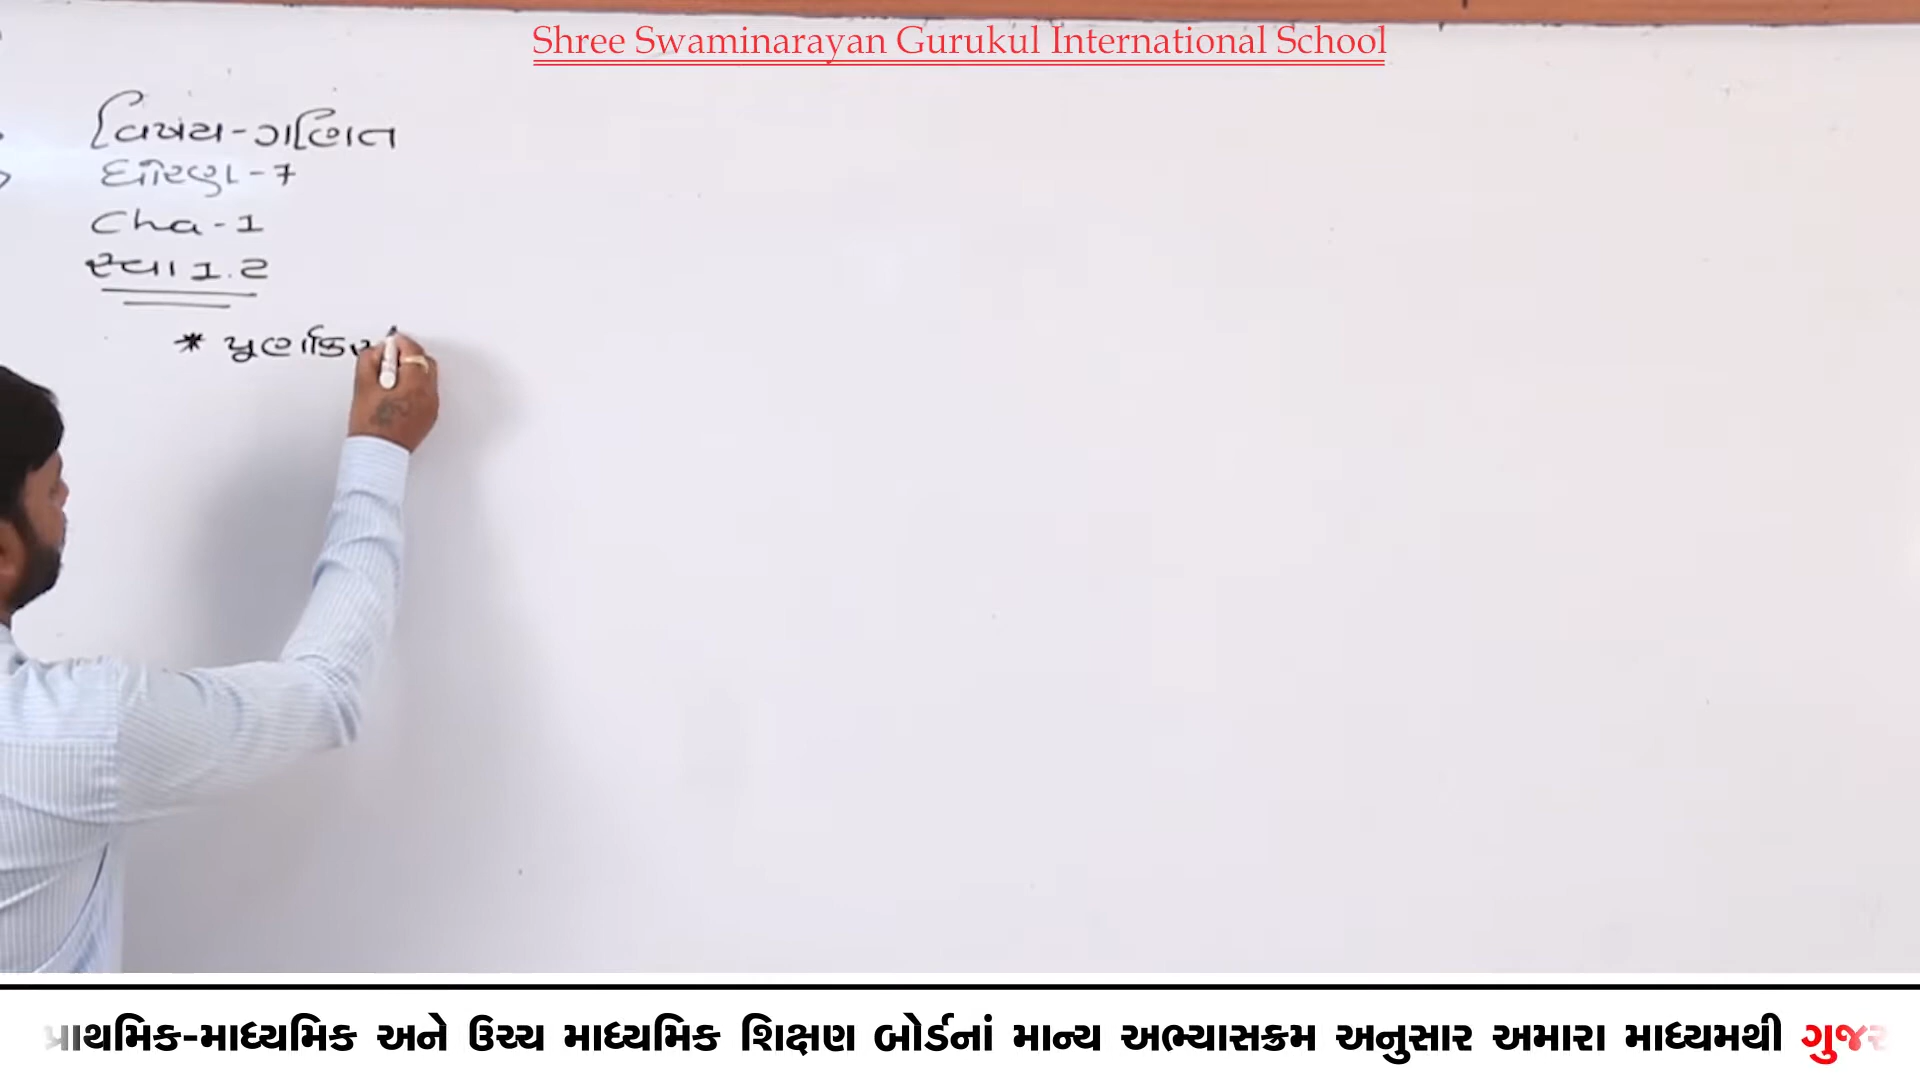 Shree Swaminarayan Gurukul International School
વિષય-ગણિત
ધોરણ-7
Cha-1
સ્વા 1.2
* પૂર્ણાંક
પ્રાથમિક-માધ્યમિક અને ઉચ્ચ માધ્યમિક શિક્ષણ બોર્ડનાં માન્ય અભ્યાસક્રમ અનુસાર અમારા માધ્યમથી